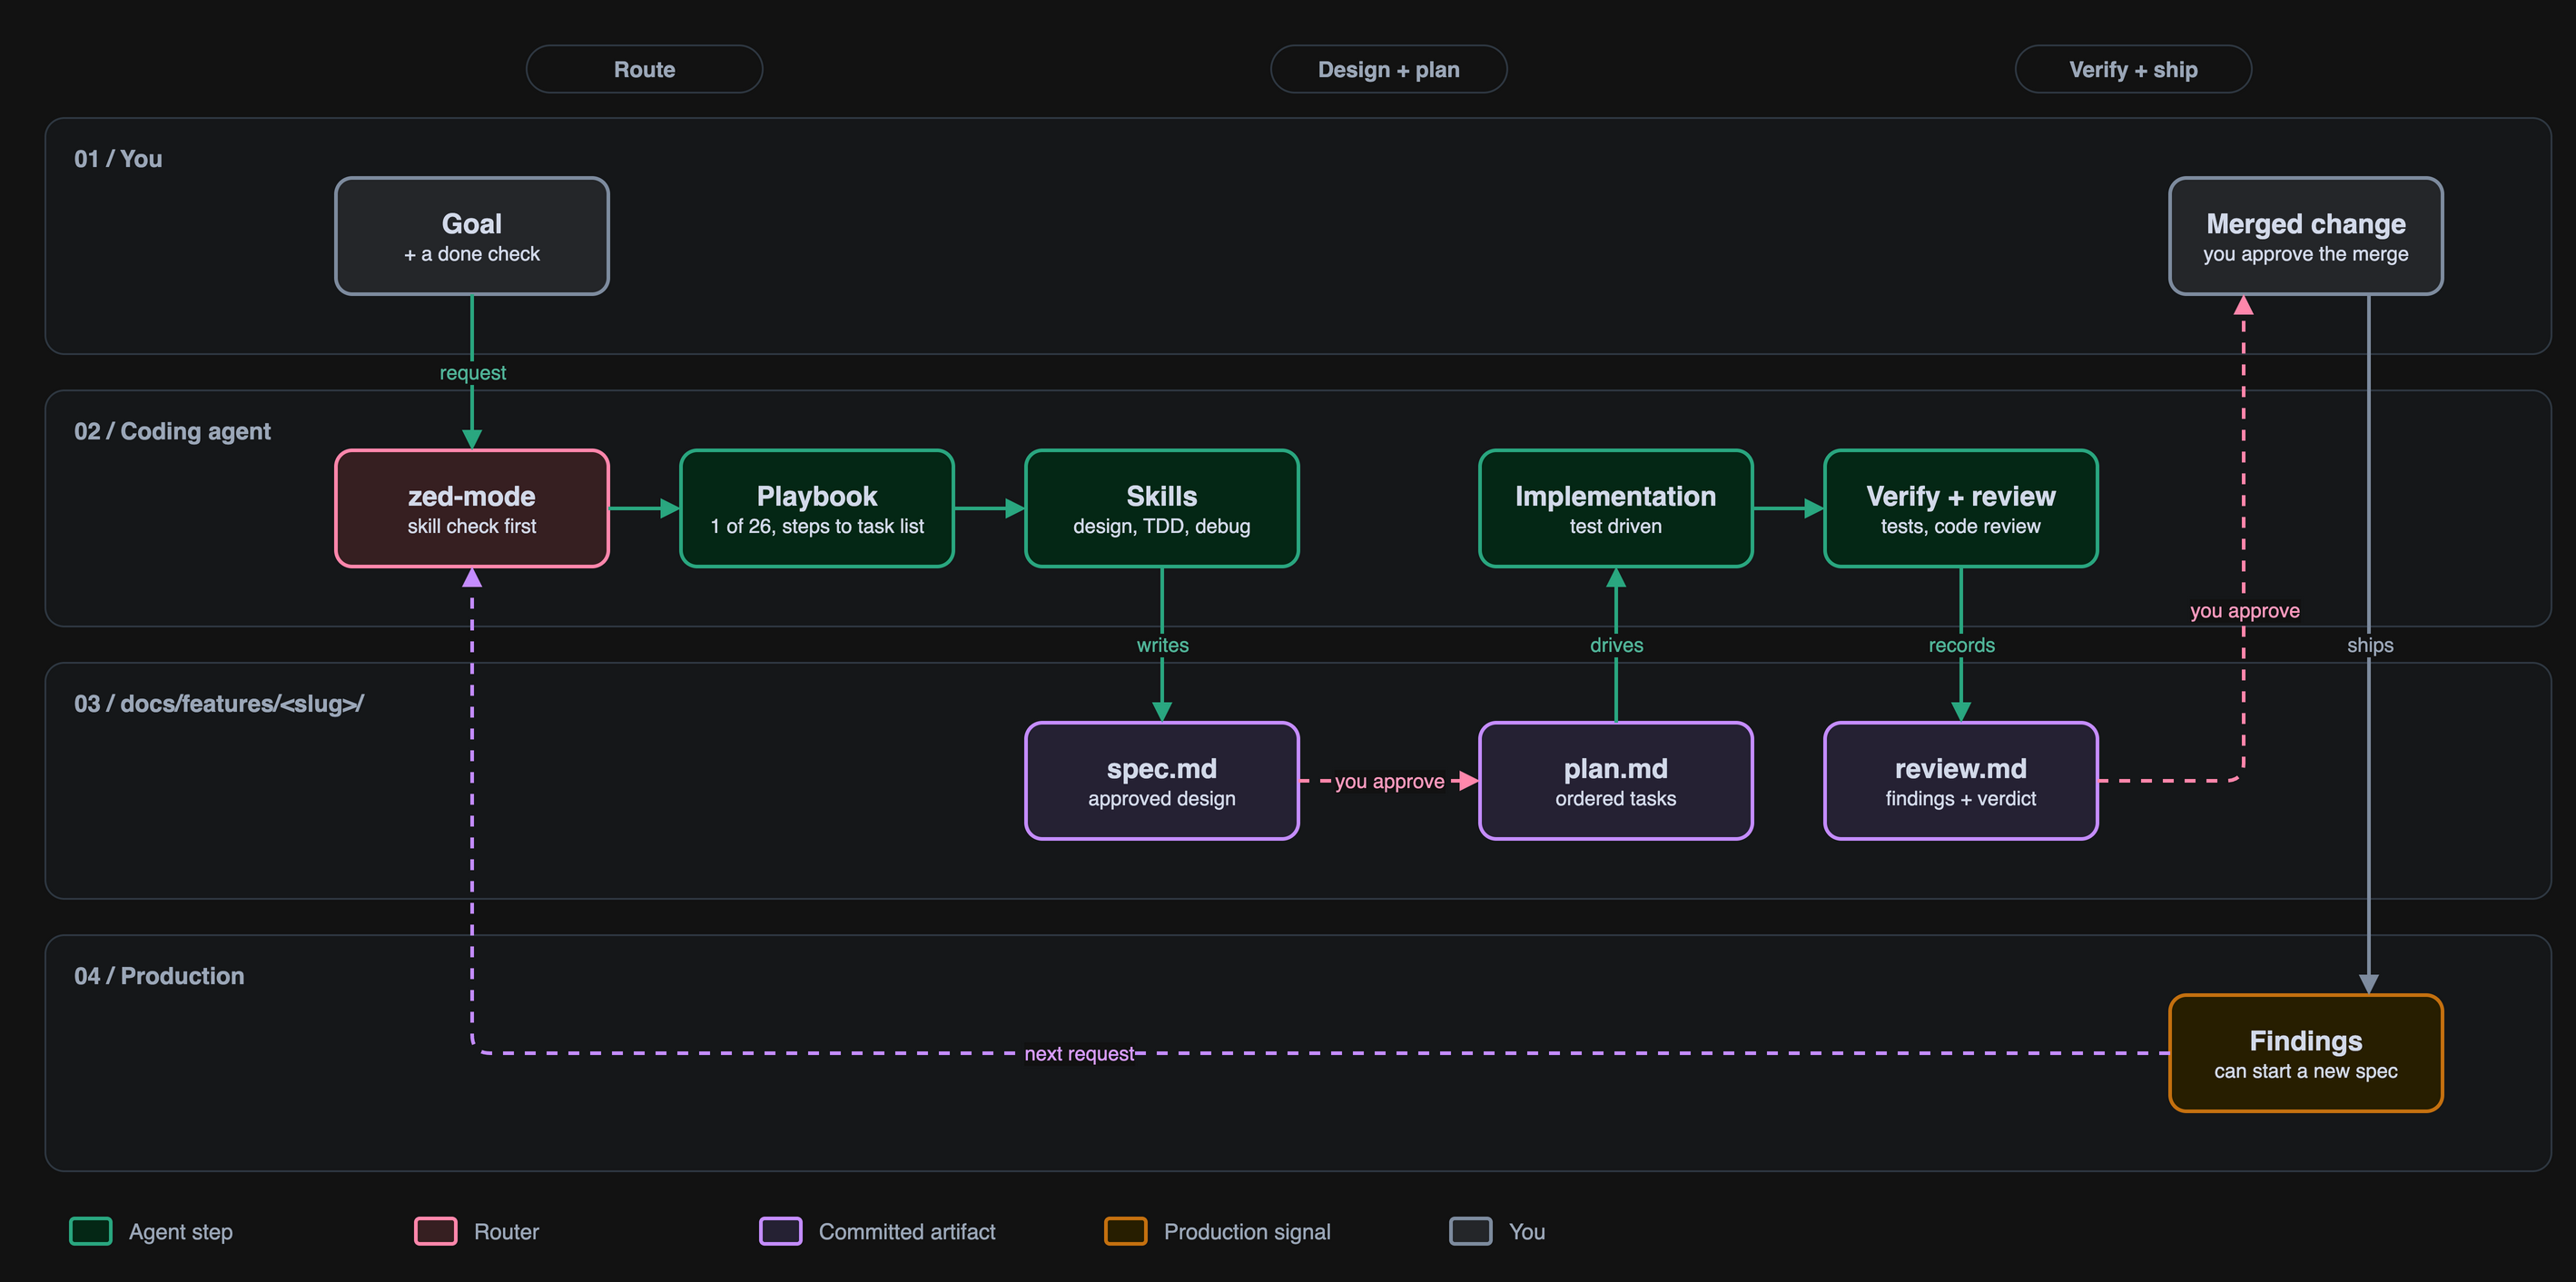 Route
Design + plan
Verify + ship
01 / You
Goal
+ a done check
Merged change
you approve the merge
request
02 / Coding agent
zed-mode
skill check first
Playbook
1 of 26, steps to task list
Skills
design, TDD, debug
Implementation
test driven
Verify + review
tests, code review
you approve
writes
drives
records
ships
03 / docs/features/<slug>/
spec.md
approved design
you approve
plan.md
ordered tasks
review.md
findings + verdict
04 / Production
next request
Findings
can start a new spec
Agent step
Router
Committed artifact
Production signal
You